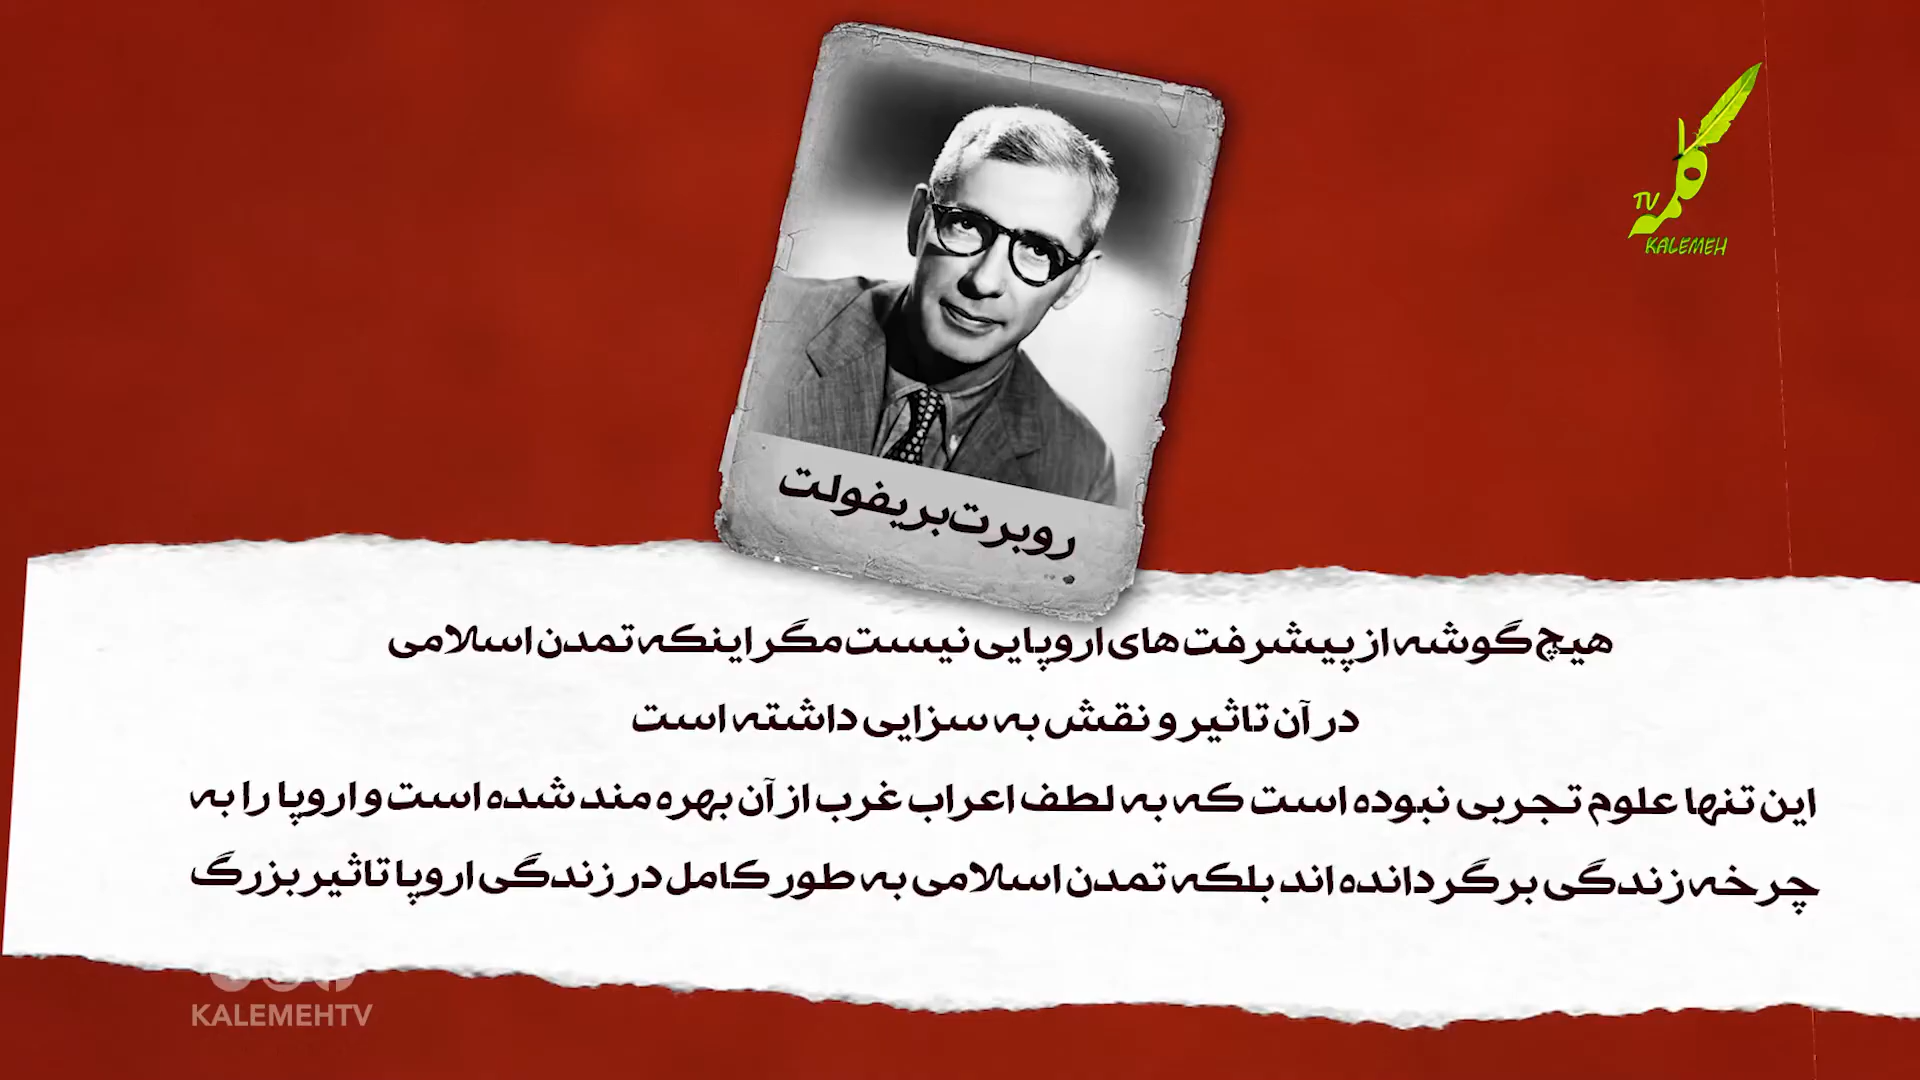 کلمه
TV
KALEMEH
روبرت بریفولت
هیچ گوشه از پیشرفت های اروپایی نیست مگر اینکه تمدن اسلامی
در آن تاثیر و نقش به سزایی داشته است
این تنها علوم تجربی نبوده است که به لطف اعراب غرب از آن بهره مند شده است و اروپا را به
چرخه زندگی برگردانده اند بلکه تمدن اسلامی به طور کامل در زندگی اروپا تاثیر بزرگ
KALEMEHTV